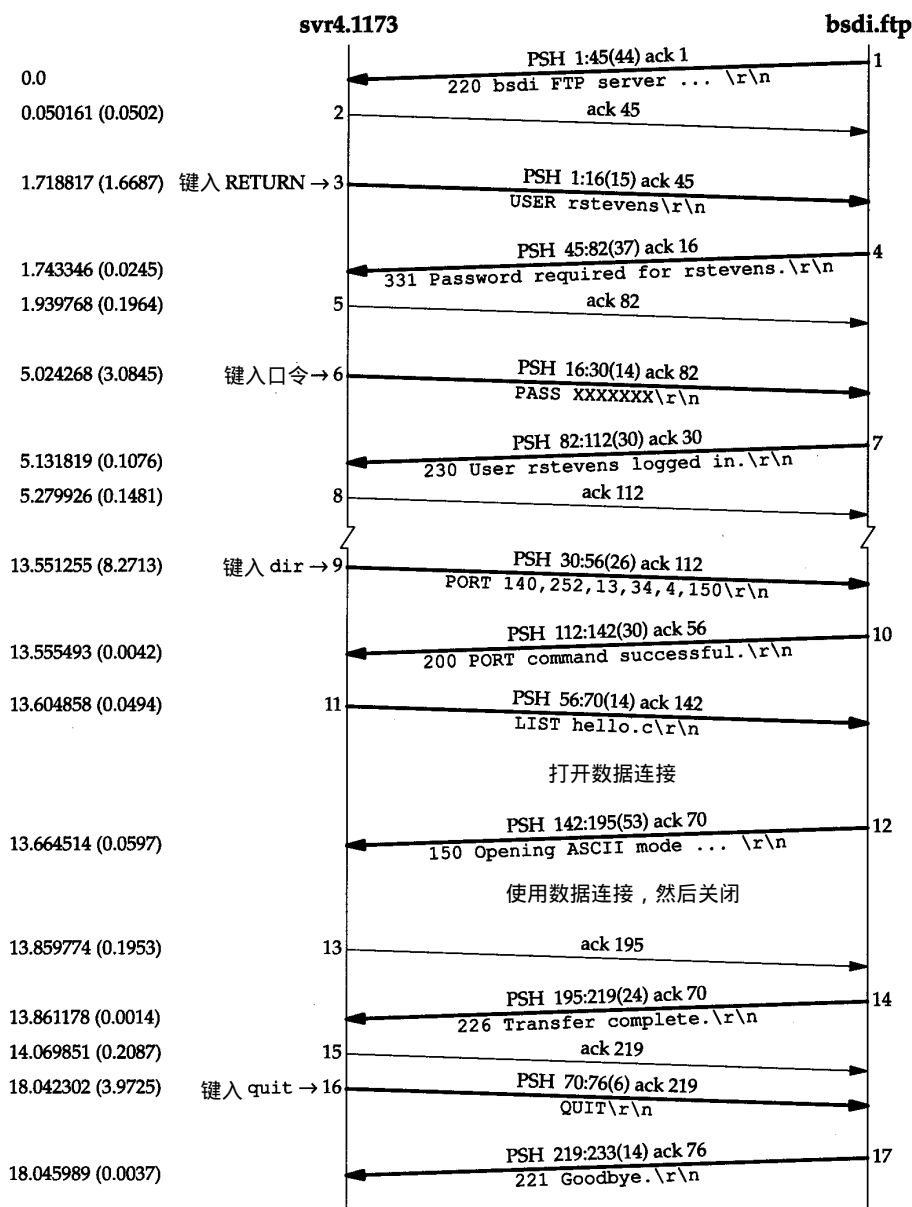 svr4.1173 bsdi.ftp
PSH 1:45(44) ack 1 1
0.0
220 bsdi FTP server ... \r\n
0.050161 (0.0502) 2 ack 45
1.718817 (1.6687) 键入 RETURN → 3 PSH 1:16(15) ack 45
USER rstevens\r\n
PSH 45:82(37) ack 16 4
1.743346 (0.0245)
331 Password required for rstevens.\r\n
1.939768 (0.1964) 5 ack 82
5.024268 (3.0845) 键入口令→ 6 PSH 16:30(14) ack 82
PASS XXXXXXX\r\n
PSH 82:112(30) ack 30 7
5.131819 (0.1076)
230 User rstevens logged in.\r\n
5.279926 (0.1481) 8 ack 112
13.551255 (8.2713) 键入 dir → 9 PSH 30:56(26) ack 112
PORT 140,252,13,34,4,150\r\n
PSH 112:142(30) ack 56 10
13.555493 (0.0042)
200 PORT command successful.\r\n
13.604858 (0.0494) 11 PSH 56:70(14) ack 142
LIST hello.c\r\n
打开数据连接
PSH 142:195(53) ack 70 12
13.664514 (0.0597)
150 Opening ASCII mode ... \r\n
使用数据连接，然后关闭
13.859774 (0.1953) 13 ack 195
PSH 195:219(24) ack 70 14
13.861178 (0.0014)
226 Transfer complete.\r\n
14.069851 (0.2087) 15 ack 219
18.042302 (3.9725) 键入 quit → 16 PSH 70:76(6) ack 219
QUIT\r\n
PSH 219:233(14) ack 76 17
18.045989 (0.0037)
221 Goodbye.\r\n